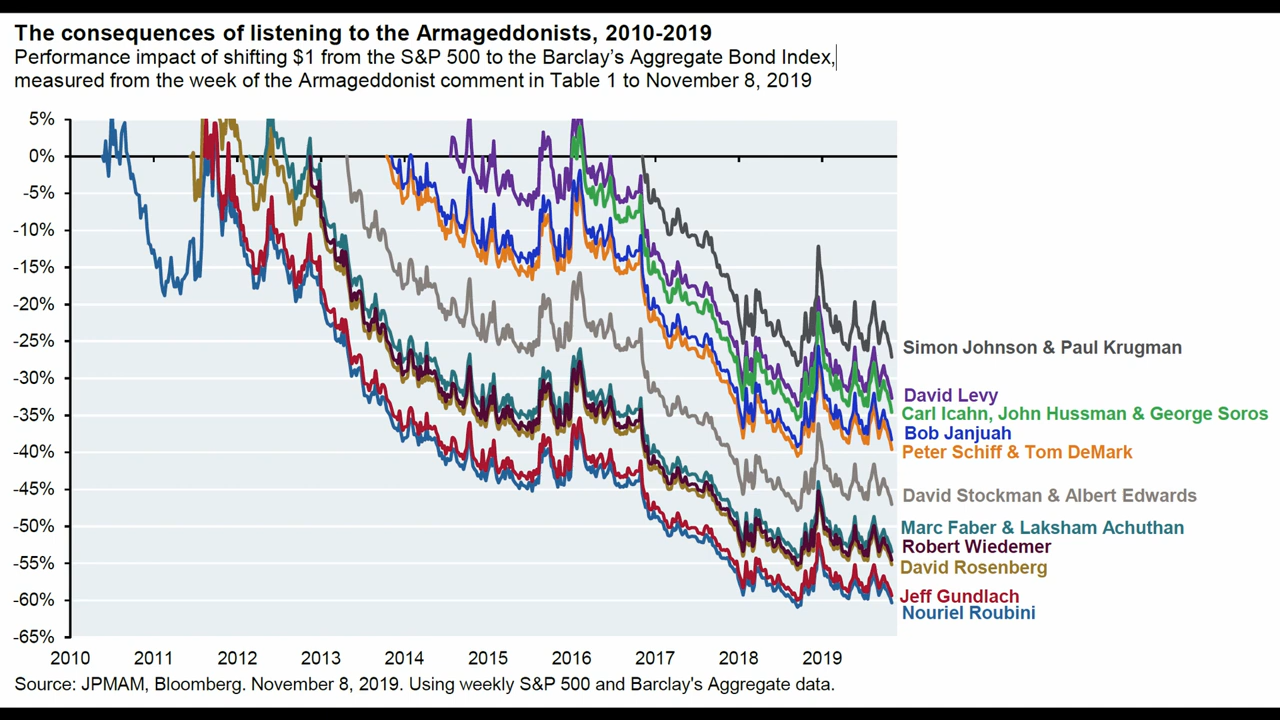 The consequences of listening to the Armageddonists, 2010-2019
Performance impact of shifting $1 from the S&P 500 to the Barclay's Aggregate Bond Index,
measured from the week of the Armageddonist comment in Table 1 to November 8, 2019
5%
0%
-5%
-10%
-15%
-20%
-25%
-30%
-35%
-40%
-45%
-50%
-55%
-60%
-65%
2010 2011 2012 2013 2014 2015 2016 2017 2018 2019
Simon Johnson & Paul Krugman
David Levy
Carl Icahn, John Hussman & George Soros
Bob Janjuah
Peter Schiff & Tom DeMark
David Stockman & Albert Edwards
Marc Faber & Laksham Achuthan
Robert Wiedemer
David Rosenberg
Jeff Gundlach
Nouriel Roubini
Source: JPMAM, Bloomberg. November 8, 2019. Using weekly S&P 500 and Barclay's Aggregate data.